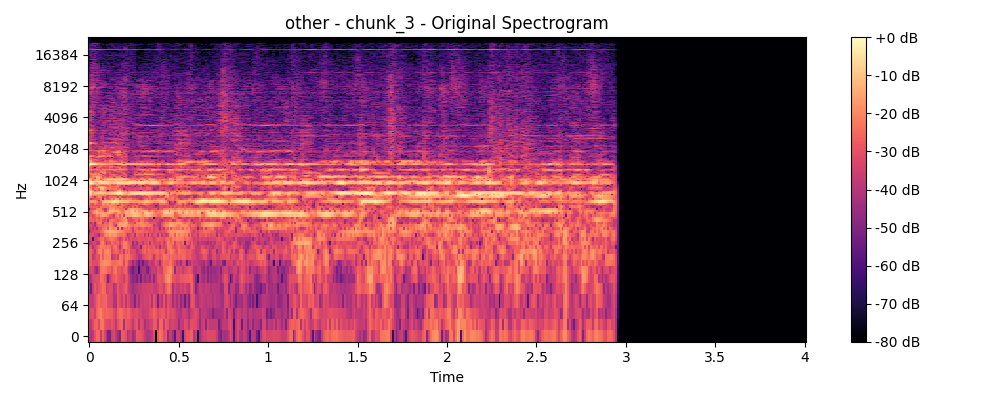 other - chunk_3 - Original Spectrogram
16384
8192
4096
2048
1024
512
256
128
64
0
Hz
0 0.5 1 1.5 2 2.5 3 3.5 4
Time
+0 dB
-10 dB
-20 dB
-30 dB
-40 dB
-50 dB
-60 dB
-70 dB
-80 dB